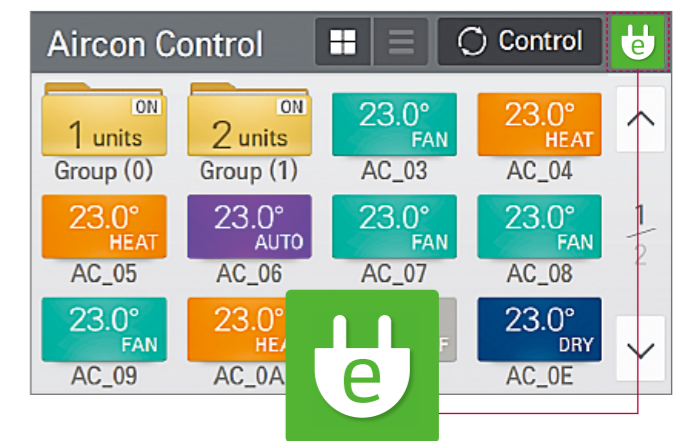 Aircon Control
Control
e
ON
1 units
ON
2 units
23.0°
FAN
23.0°
HEAT
Group (0)
Group (1)
AC_03
AC_04
23.0°
HEAT
23.0°
AUTO
23.0°
FAN
23.0°
FAN
1
2
AC_05
AC_06
AC_07
AC_08
23.0°
FAN
23.0°
HEA
F
23.0°
DRY
AC_09
AC_0A
AC_0E
e